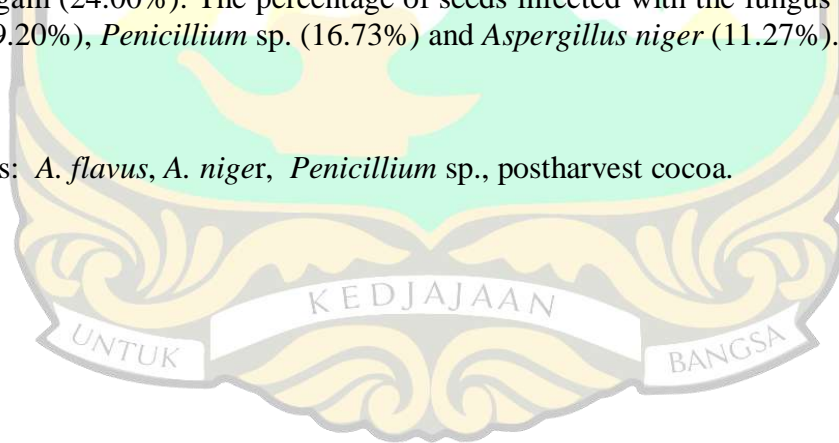 (24.00%). The percentage of seeds infected with the fungus
9.20%), Penicillium sp. (16.73%) and Aspergillus niger (11.27%).
s: A. flavus, A. niger, Penicillium sp., postharvest cocoa.
KEDJAJAAN
UNTUK
BANGSA